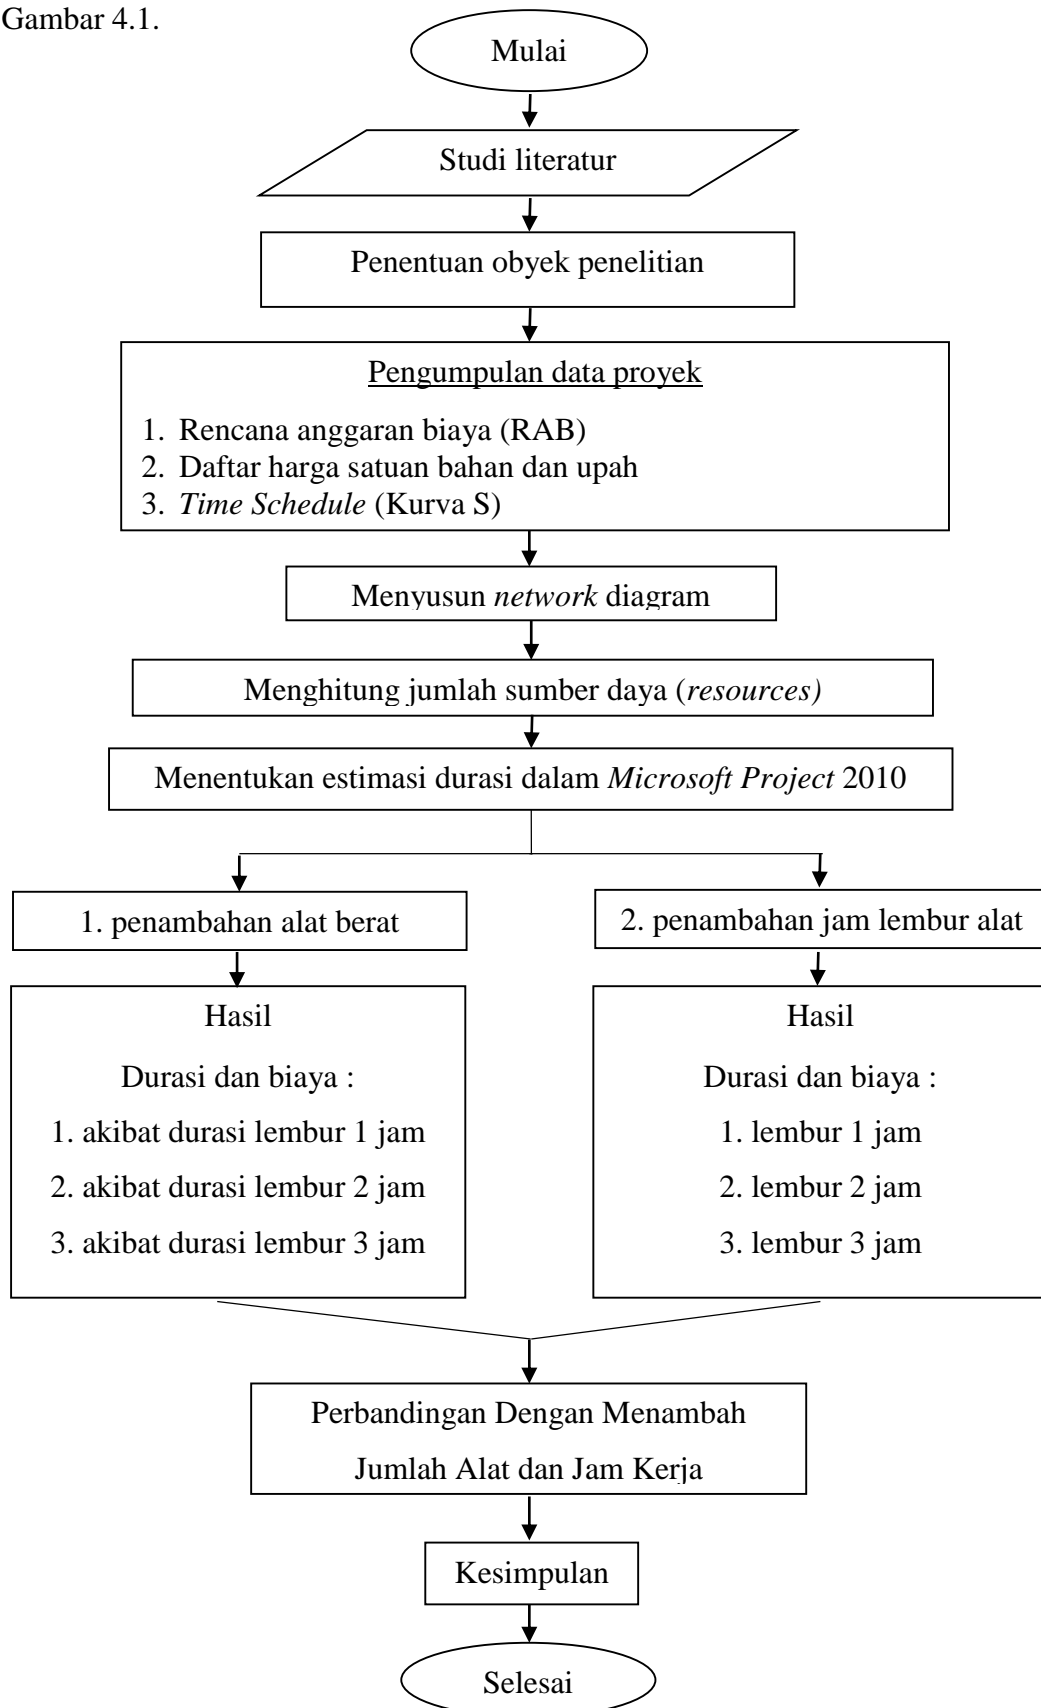 Gambar 4.1.
Mulai
Studi literatur
Penentuan obyek penelitian
Pengumpulan data proyek
1. Rencana anggaran biaya (RAB)
2. Daftar harga satuan bahan dan upah
3. Time Schedule (Kurva S)
Menyusun network diagram
Menghitung jumlah sumber daya (resources)
Menentukan estimasi durasi dalam Microsoft Project 2010
1. penambahan alat berat
2. penambahan jam lembur alat
Hasil
Durasi dan biaya :
1. akibat durasi lembur 1 jam
2. akibat durasi lembur 2 jam
3. akibat durasi lembur 3 jam
Hasil
Durasi dan biaya :
1. lembur 1 jam
2. lembur 2 jam
3. lembur 3 jam
Perbandingan Dengan Menambah
Jumlah Alat dan Jam Kerja
Kesimpulan
Selesai